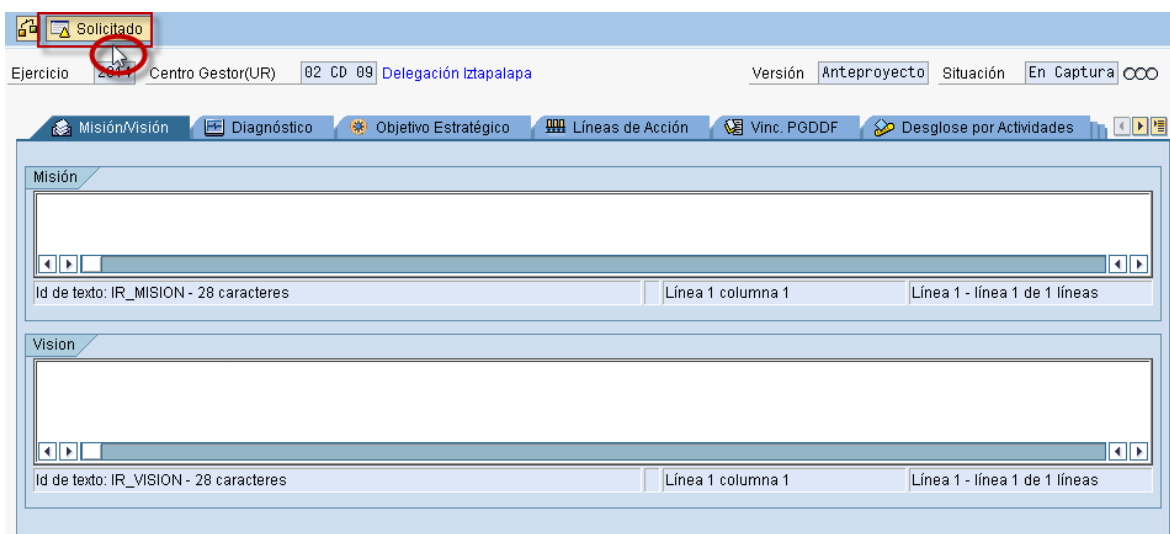 Solicitado
Ejercicio 2014 Centro Gestor(UR) 02 CD 09 Delegación Iztapalapa Versión Anteproyecto Situación En Captura
Misión/Visión Diagnóstico Objetivo Estratégico Líneas de Acción Vinc. PGDDF Desglose por Actividades
Misión
Id de texto: IR_MISION - 28 caracteres Línea 1 columna 1 Línea 1 - línea 1 de 1 líneas
Vision
Id de texto: IR_VISION - 28 caracteres Línea 1 columna 1 Línea 1 - línea 1 de 1 líneas